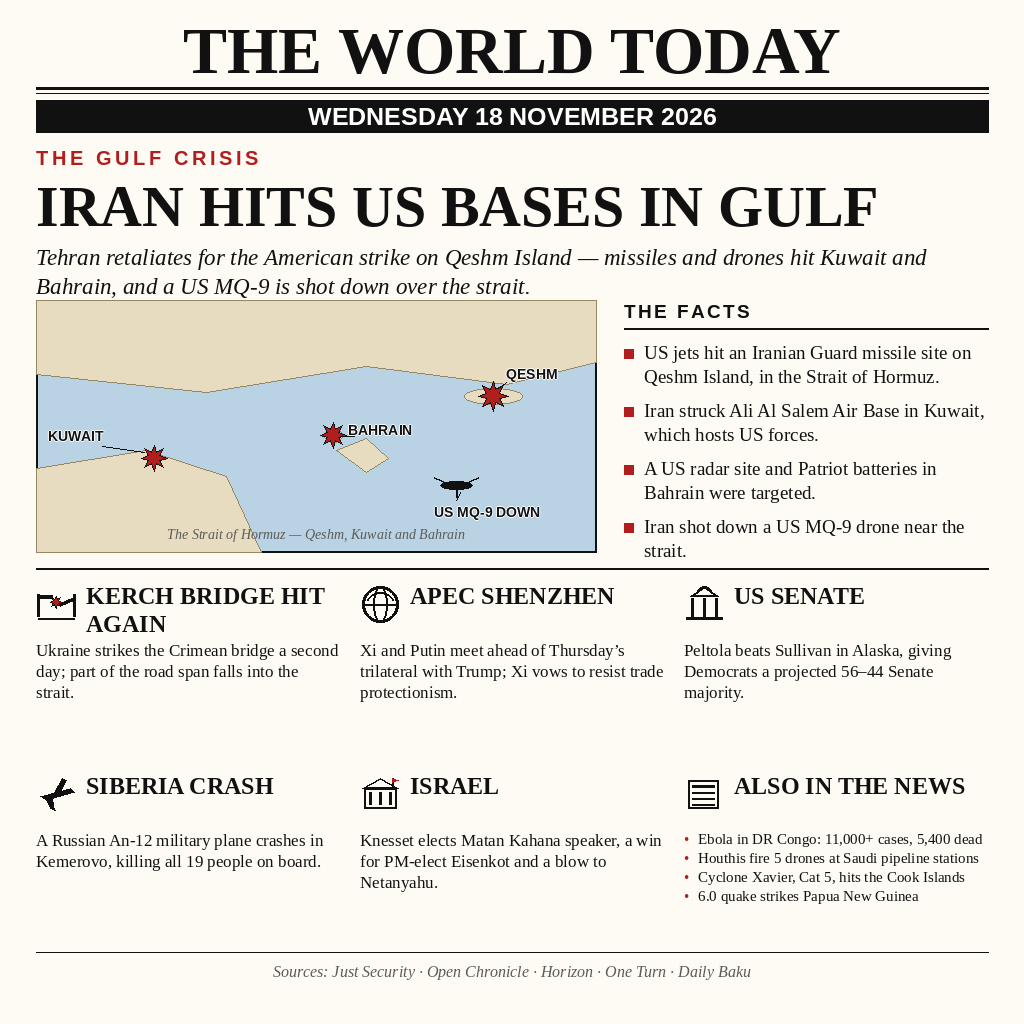 THE WORLD TODAY
WEDNESDAY 18 NOVEMBER 2026
THE GULF CRISIS
IRAN HITS US BASES IN GULF
Tehran retaliates for the American strike on Qeshm Island — missiles and drones hit Kuwait and
Bahrain, and a US MQ-9 is shot down over the strait.
QESHM
KUWAIT
BAHRAIN
US MQ-9 DOWN
The Strait of Hormuz — Qeshm, Kuwait and Bahrain
THE FACTS
US jets hit an Iranian Guard missile site on
Qeshm Island, in the Strait of Hormuz.
Iran struck Ali Al Salem Air Base in Kuwait,
which hosts US forces.
A US radar site and Patriot batteries in
Bahrain were targeted.
Iran shot down a US MQ-9 drone near the
strait.
KERCH BRIDGE HIT
AGAIN
Ukraine strikes the Crimean bridge a second
day; part of the road span falls into the
strait.
APEC SHENZHEN
Xi and Putin meet ahead of Thursday’s
trilateral with Trump; Xi vows to resist trade
protectionism.
US SENATE
Peltola beats Sullivan in Alaska, giving
Democrats a projected 56–44 Senate
majority.
SIBERIA CRASH
A Russian An-12 military plane crashes in
Kemerovo, killing all 19 people on board.
ISRAEL
Knesset elects Matan Kahana speaker, a win
for PM-elect Eisenkot and a blow to
Netanyahu.
ALSO IN THE NEWS
• Ebola in DR Congo: 11,000+ cases, 5,400 dead
• Houthis fire 5 drones at Saudi pipeline stations
• Cyclone Xavier, Cat 5, hits the Cook Islands
• 6.0 quake strikes Papua New Guinea
Sources: Just Security · Open Chronicle · Horizon · One Turn · Daily Baku